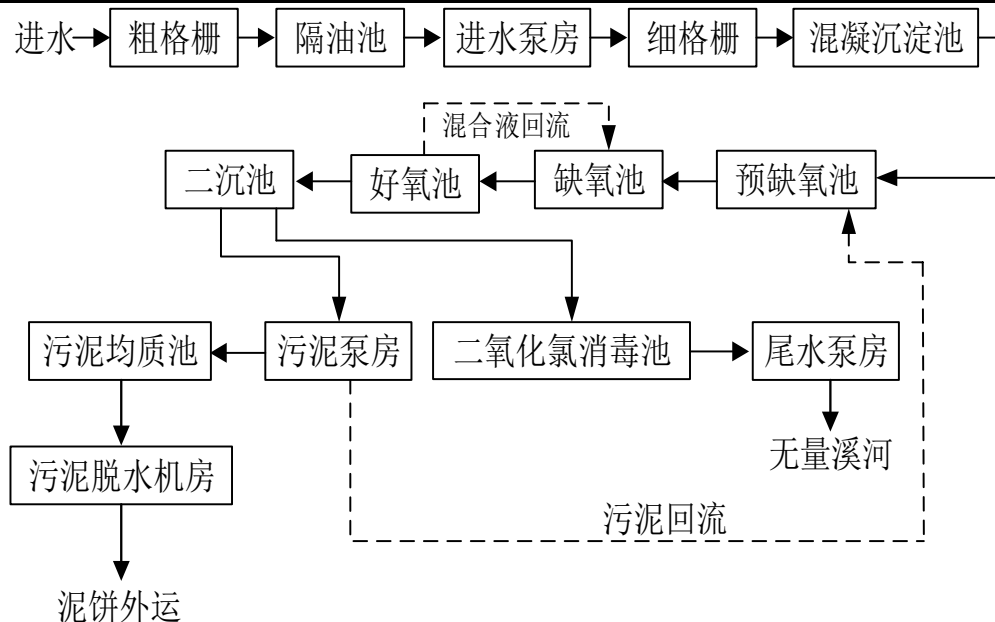 进水 粗格栅 隔油池 进水泵房 细格栅 混凝沉淀池
混合液回流
二沉池 好氧池 缺氧池 预缺氧池
污泥均质池 污泥泵房 二氧化氯消毒池 尾水泵房
无量溪河
污泥脱水机房
污泥回流
泥饼外运